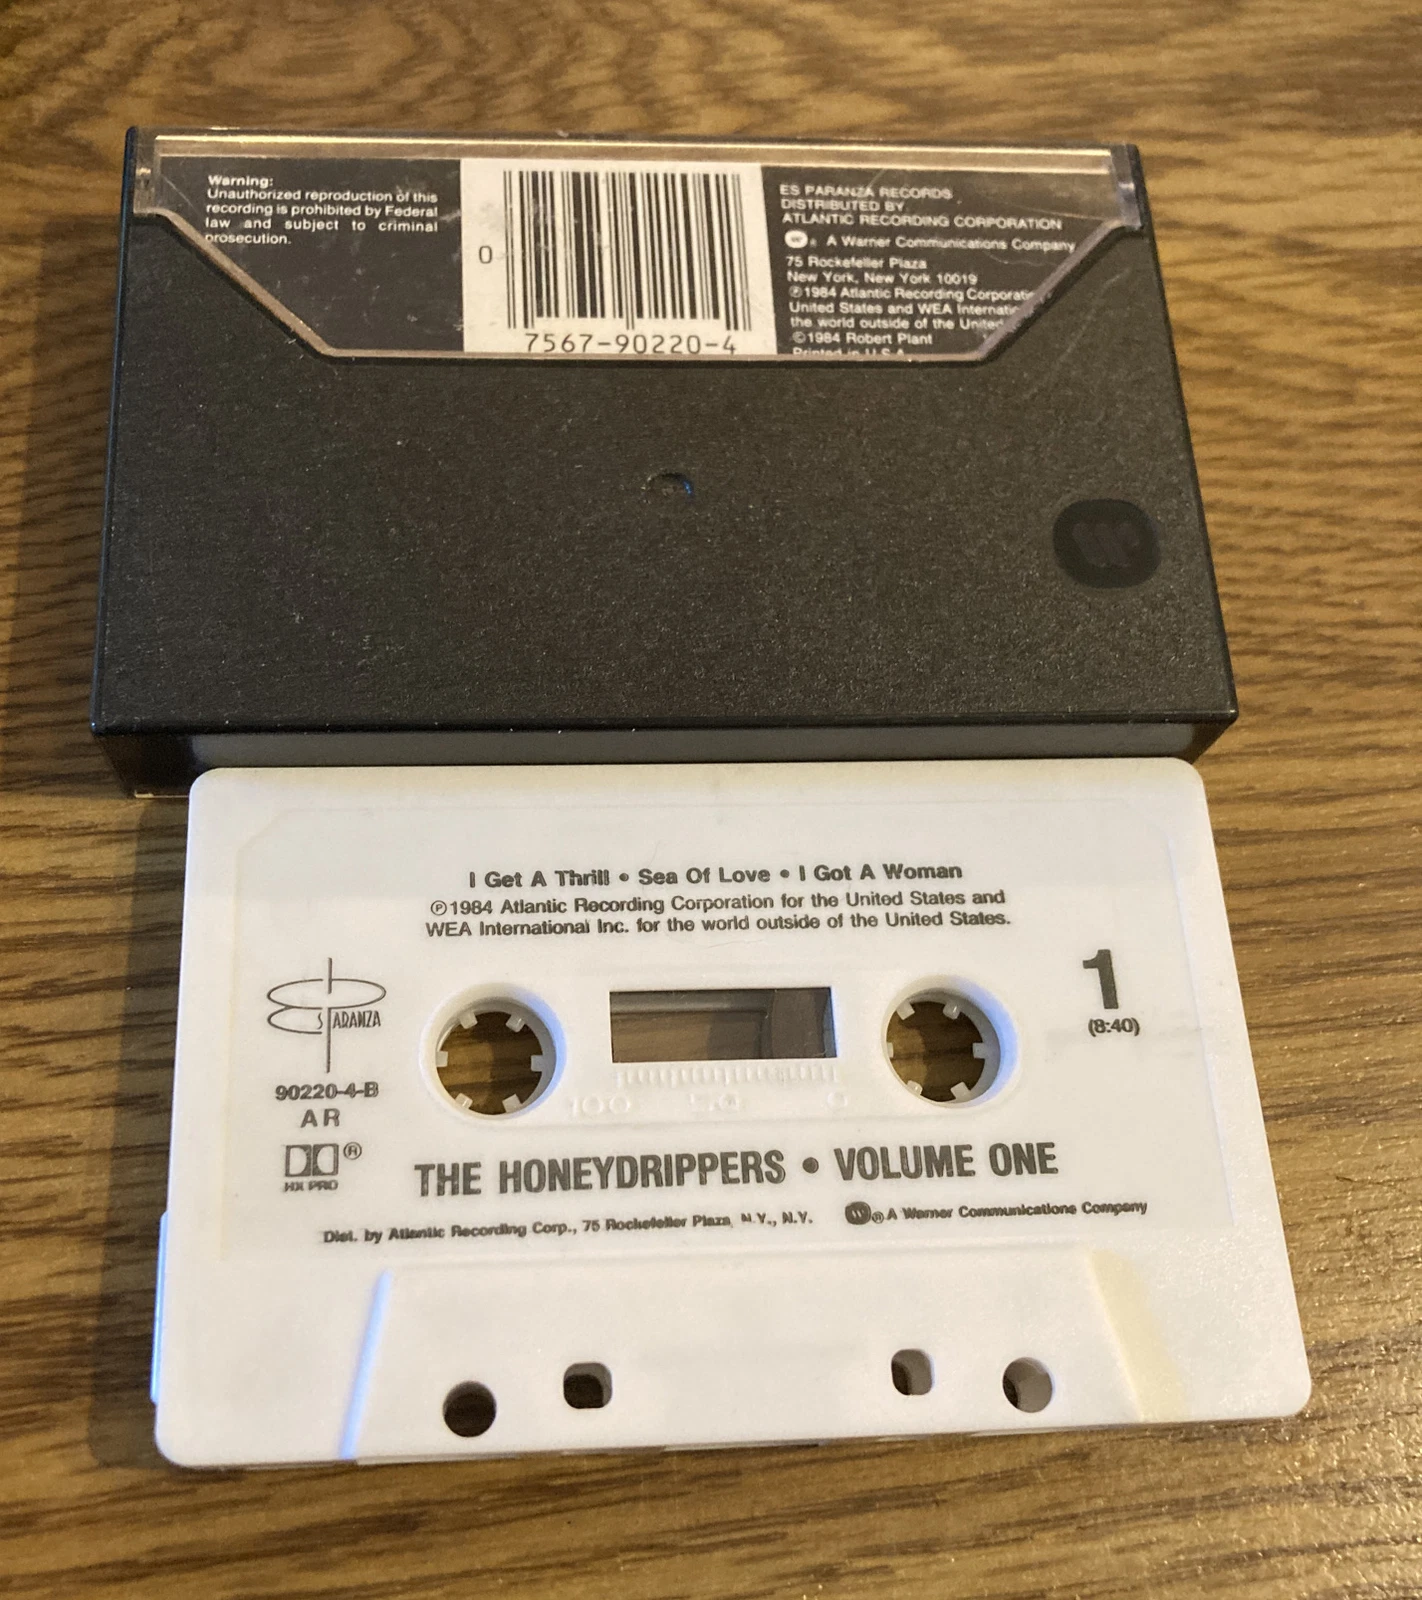 Warning:
Unauthorized reproduction of this
recording is prohibited by Federal
law and subject to criminal
prosecution.
0
7567-90220-4
ES PARANZA RECORDS
DISTRIBUTED BY
ATLANTIC RECORDING CORPORATION
® A Warner Communications Company
75 Rockefeller Plaza
New York, New York 10019
℗1984 Atlantic Recording Corporatio
United States and WEA Internatio
the world outside of the United
©1984 Robert Plant
Printed in U.S.A.
I Get A Thrill • Sea Of Love • I Got A Woman
℗1984 Atlantic Recording Corporation for the United States and
WEA International Inc. for the world outside of the United States.
ES PARANZA
1
(8:40)
90220-4-B
AR
®
HX PRO
100 50 0
THE HONEYDRIPPERS • VOLUME ONE
Dist. by Atlantic Recording Corp., 75 Rockefeller Plaza, N.Y., N.Y. ® A Warner Communications Company